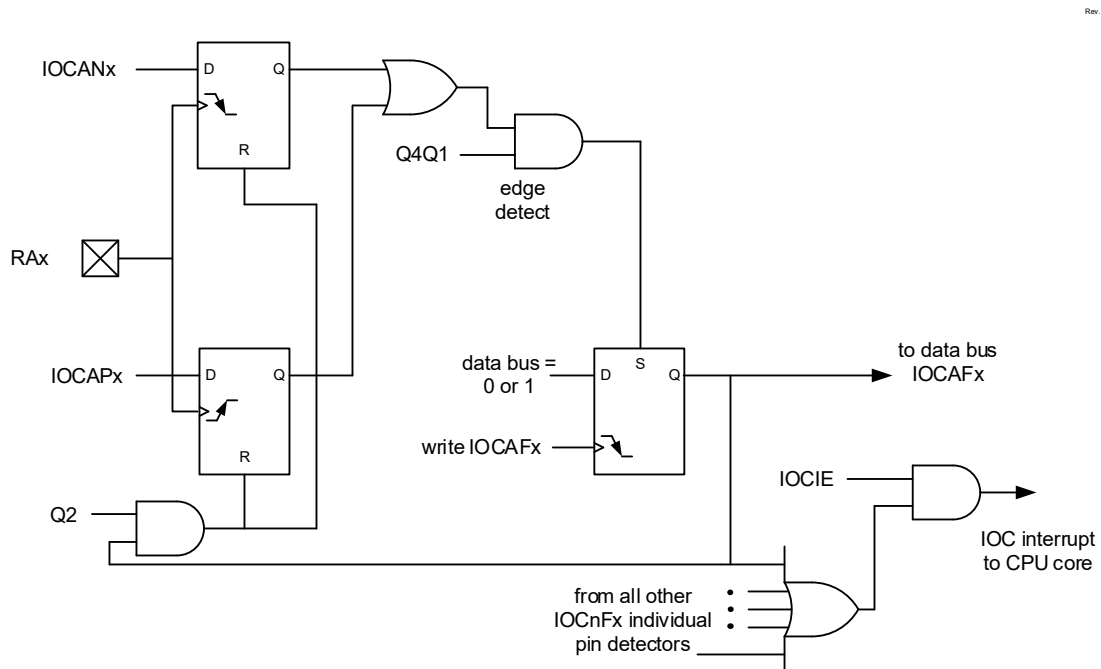 Rev.
IOCANx
D
Q
R
Q4Q1
edge
detect
RAx
IOCAPx
D
Q
R
data bus =
0 or 1
D
S
Q
to data bus
IOCAFx
write IOCAFx
IOCIE
Q2
IOC interrupt
to CPU core
from all other
IOCnFx individual
pin detectors